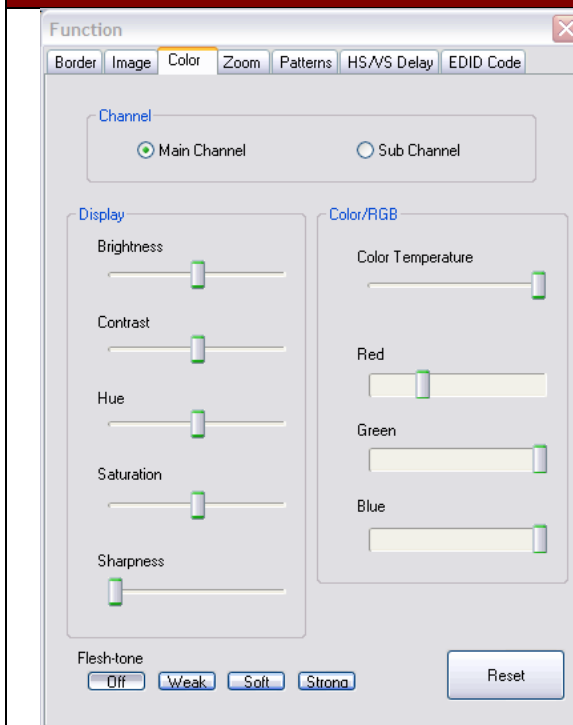 Function
Border Image Color Zoom Patterns HS/VS Delay EDID Code
Channel
Main Channel Sub Channel
Display
Brightness
Contrast
Hue
Saturation
Sharpness
Color/RGB
Color Temperature
Red
Green
Blue
Flesh-tone
Off Weak Soft Strong
Reset